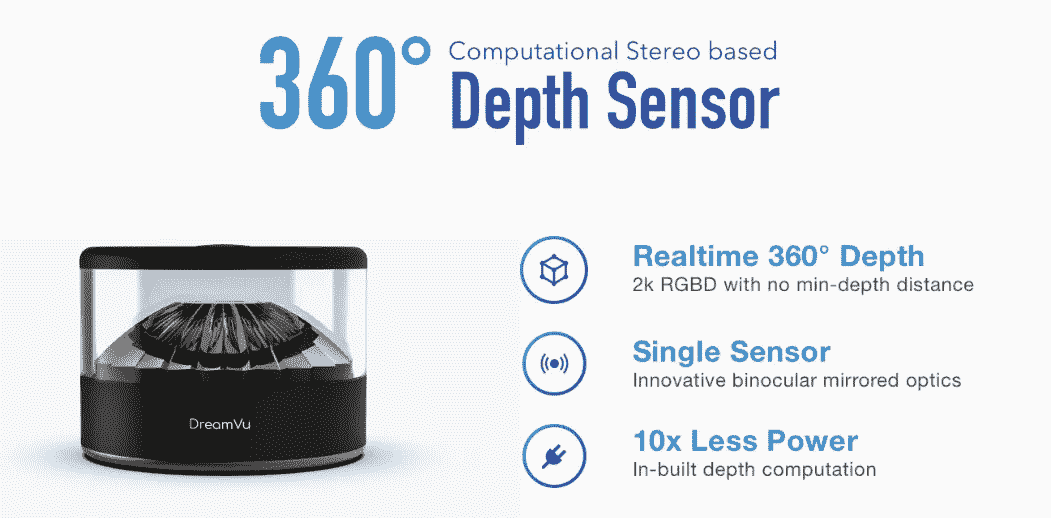 360° Computational Stereo based
Depth Sensor
Realtime 360° Depth
2k RGBD with no min-depth distance
Single Sensor
Innovative binocular mirrored optics
DreamVu
10x Less Power
In-built depth computation